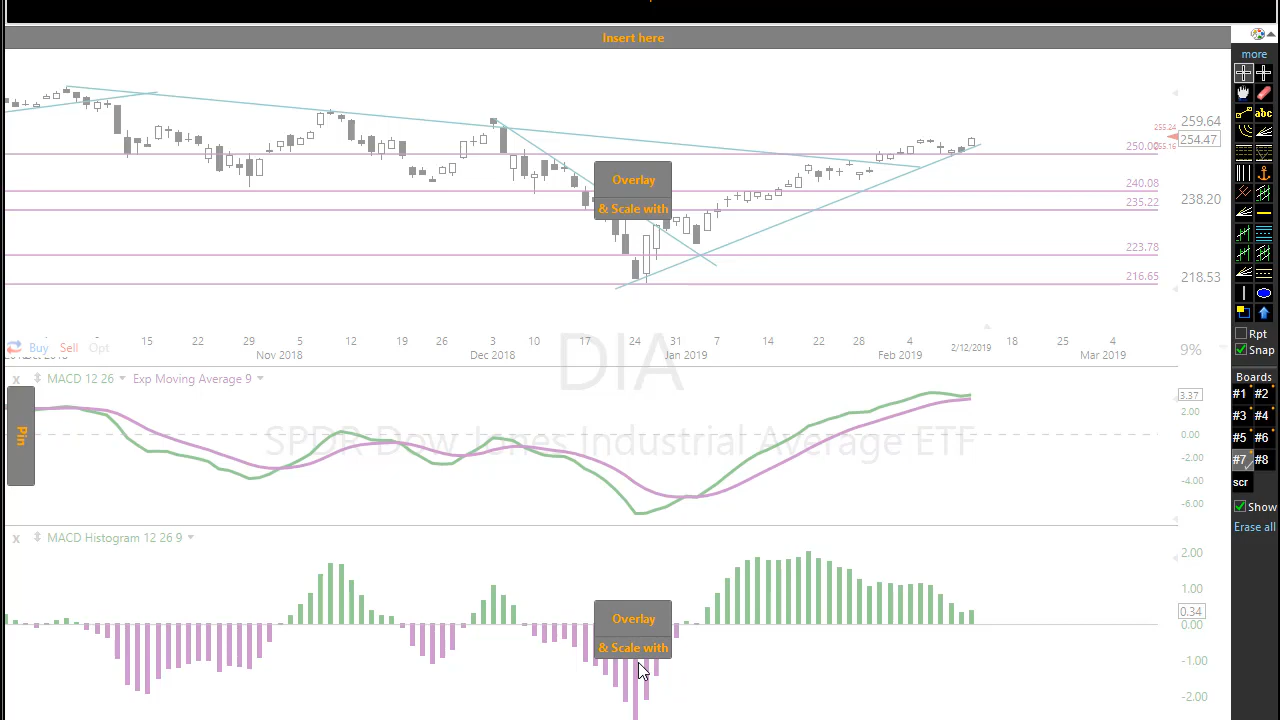 Insert here
more
abc
259.64
255.24
254.47
255.16
250.00
240.08
238.20
235.22
223.78
218.53
216.65
Overlay
& Scale with
Rpt
Snap
15 22 29 5 12 19 26 3 10 17 24 31 7 14 22 28 4 2/12/2019 18 25 4
Nov 2018 Dec 2018 Jan 2019 Feb 2019 Mar 2019
Buy Sell Opt
9%
DIA
SPDR Dow Jones Industrial Average ETF
x MACD 12 26 Exp Moving Average 9
Pin
3.37
2.00
0.00
-2.00
-4.00
-6.00
Boards
#1 #2
#3 #4
#5 #6
#7 #8
scr
Show
Erase all
x MACD Histogram 12 26 9
2.00
1.00
0.34
0.00
-1.00
-2.00
Overlay
& Scale with